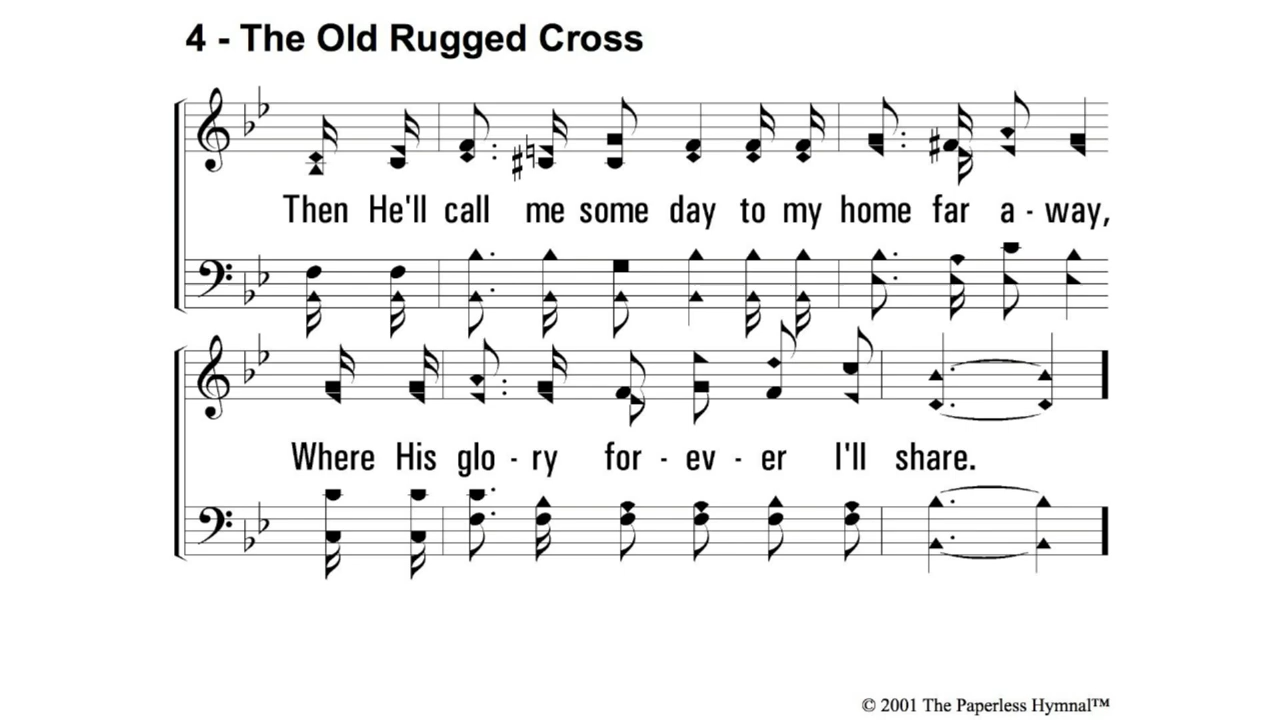 4 - The Old Rugged Cross
Then He'll call me some day to my home far a - way,
Where His glo - ry for - ev - er I'll share.
© 2001 The Paperless Hymnal™